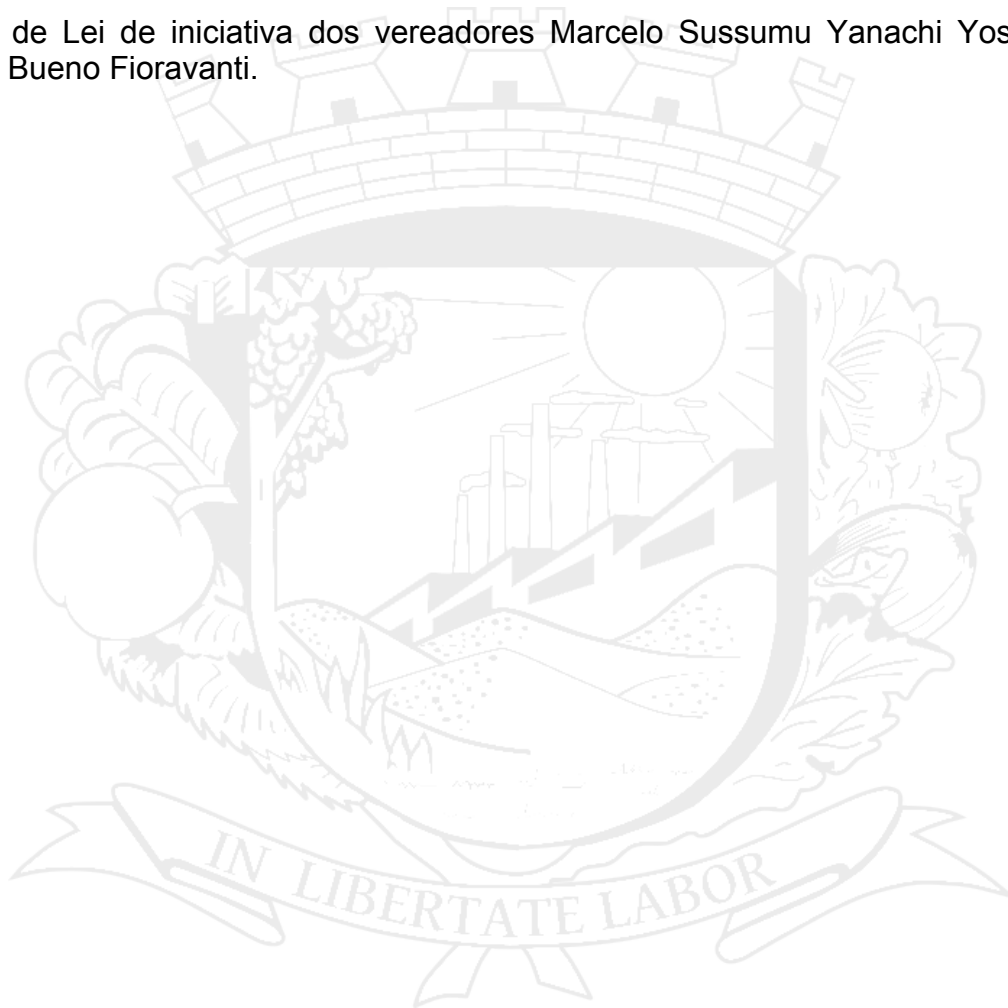 de Lei de iniciativa dos vereadores Marcelo Sussumu Yanachi Yos
Bueno Fioravanti.
IN LIBERTATE LABOR